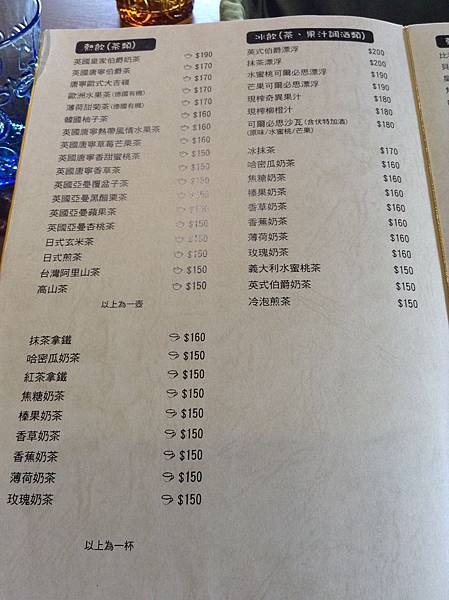 熱飲(茶類)
英國皇家伯爵奶茶 $190
英國唐寧伯爵茶 $170
唐寧歐式大吉嶺 $170
歐洲水果茶(德國有機) $170
薄荷甜菊茶(德國有機) $170
韓國柚子茶 $160
英國唐寧熱帶風情水果茶 $150
英國唐寧草莓芒果茶 $150
英國唐寧香甜蜜桃茶 $150
英國唐寧香草茶 $150
英國亞曼覆盆子茶 $150
英國亞曼黑醋栗茶 $150
英國亞曼蘋果茶 $150
英國亞曼杏桃茶 $150
日式玄米茶 $150
日式煎茶 $150
台灣阿里山茶 $150
高山茶 $150
以上為一壺
抹茶拿鐵 $160
哈密瓜奶茶 $150
紅茶拿鐵 $150
焦糖奶茶 $150
榛果奶茶 $150
香草奶茶 $150
香蕉奶茶 $150
薄荷奶茶 $150
玫瑰奶茶 $150
以上為一杯
冰飲(茶、果汁調酒類)
英式伯爵漂浮 $200
抹茶漂浮 $200
水蜜桃可爾必思漂浮 $190
芒果可爾必思漂浮 $190
現榨奇異果汁 $180
現榨柳橙汁 $180
可爾必思沙瓦(含伏特加酒) $180
(原味/水蜜桃/芒果)
冰抹茶 $170
哈密瓜奶茶 $160
焦糖奶茶 $160
榛果奶茶 $160
香草奶茶 $160
香蕉奶茶 $160
薄荷奶茶 $160
玫瑰奶茶 $160
義大利水蜜桃茶 $150
英式伯爵奶茶 $150
冷泡煎茶 $150